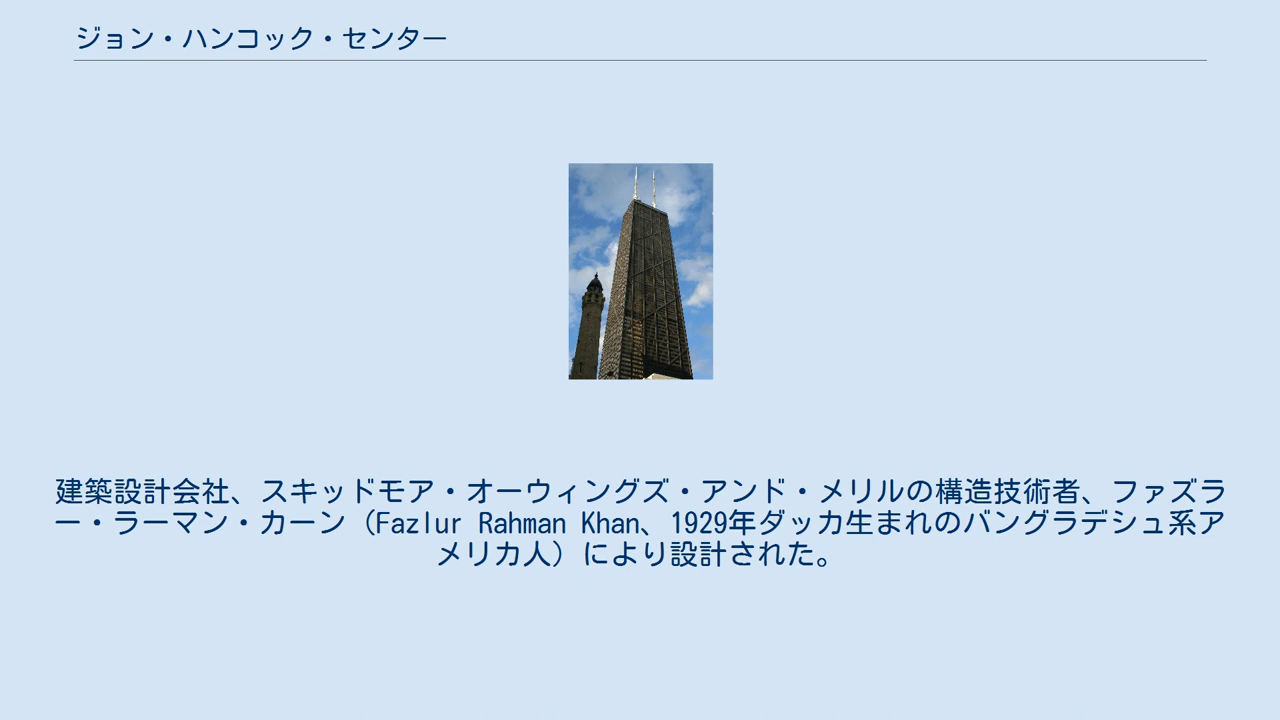 ジョン・ハンコック・センター
建築設計会社、スキッドモア・オーウィングズ・アンド・メリルの構造技術者、ファズラ
ー・ラーマン・カーン（Fazlur Rahman Khan、1929年ダッカ生まれのバングラデシュ系ア
メリカ人）により設計された。